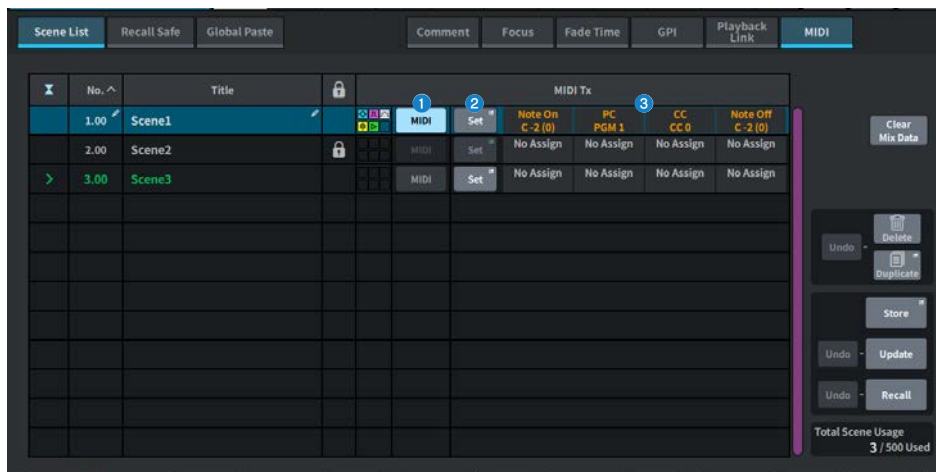 Scene List
Recall Safe
Global Paste
Comment
Focus
Fade Time
GPI
Playback
Link
MIDI
No.
Title
MIDI Tx
1
2
3
1.00
Scene1
MIDI
Set
Note On
C -2 (0)
PC
PGM 1
CC
CC 0
Note Off
C -2 (0)
2.00
Scene2
MIDI
Set
No Assign
No Assign
No Assign
No Assign
3.00
Scene3
MIDI
Set
No Assign
No Assign
No Assign
No Assign
Clear
Mix Data
Undo
-
Delete
Duplicate
Store
Undo
-
Update
Undo
-
Recall
Total Scene Usage
3 / 500 Used